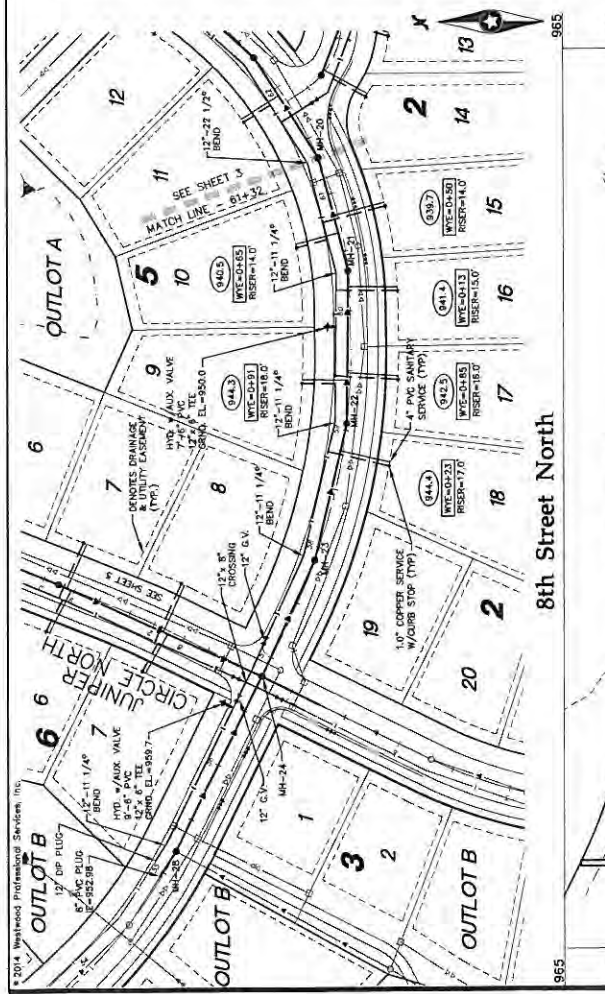 © 2014 Westwood Professional Services, Inc.
OUTLOT B
12" DIP PLUG
8" PVC PLUG
IE=952.98
MH-28
12"-11 1/4°
BEND
HYD. W/AUX. VALVE
9'-6" PVC
12"x 6" TEE
GRND. EL.=959.7
6
6
7
JUNIPER
CIRCLE NORTH
SEE SHEET 5
12"x 8"
CROSSING
12" G.V.
12" G.V.
MH-24
OUTLOT B
1
3
2
OUTLOT B
6
7
DENOTES DRAINAGE
& UTILITY EASEMENT
(TYP.)
8
12"-11 1/4°
BEND
MH-23
9
HYD. W/AUX. VALVE
7'-6" PVC
12"x 6" TEE
GRND. EL.=950.0
944.3
WYE=0+91
RISER=18.0'
12"-11 1/4°
BEND
MH-22
OUTLOT A
5
10
940.5
WYE=0+65
RISER=14.0'
12"-11 1/4°
BEND
MH-21
11
SEE SHEET 3
MATCH LINE - 61+32
12
12"-22 1/2°
BEND
MH-20
19
20
2
1.0" COPPER SERVICE
W/CURB STOP (TYP)
4" PVC SANITARY
SERVICE (TYP)
944.4
WYE=0+23
RISER=17.0'
18
942.5
WYE=0+85
RISER=16.0'
17
941.4
WYE=0+13
RISER=15.0'
16
939.7
WYE=0+50
RISER=14.0'
15
2
14
13
8th Street North
965
965